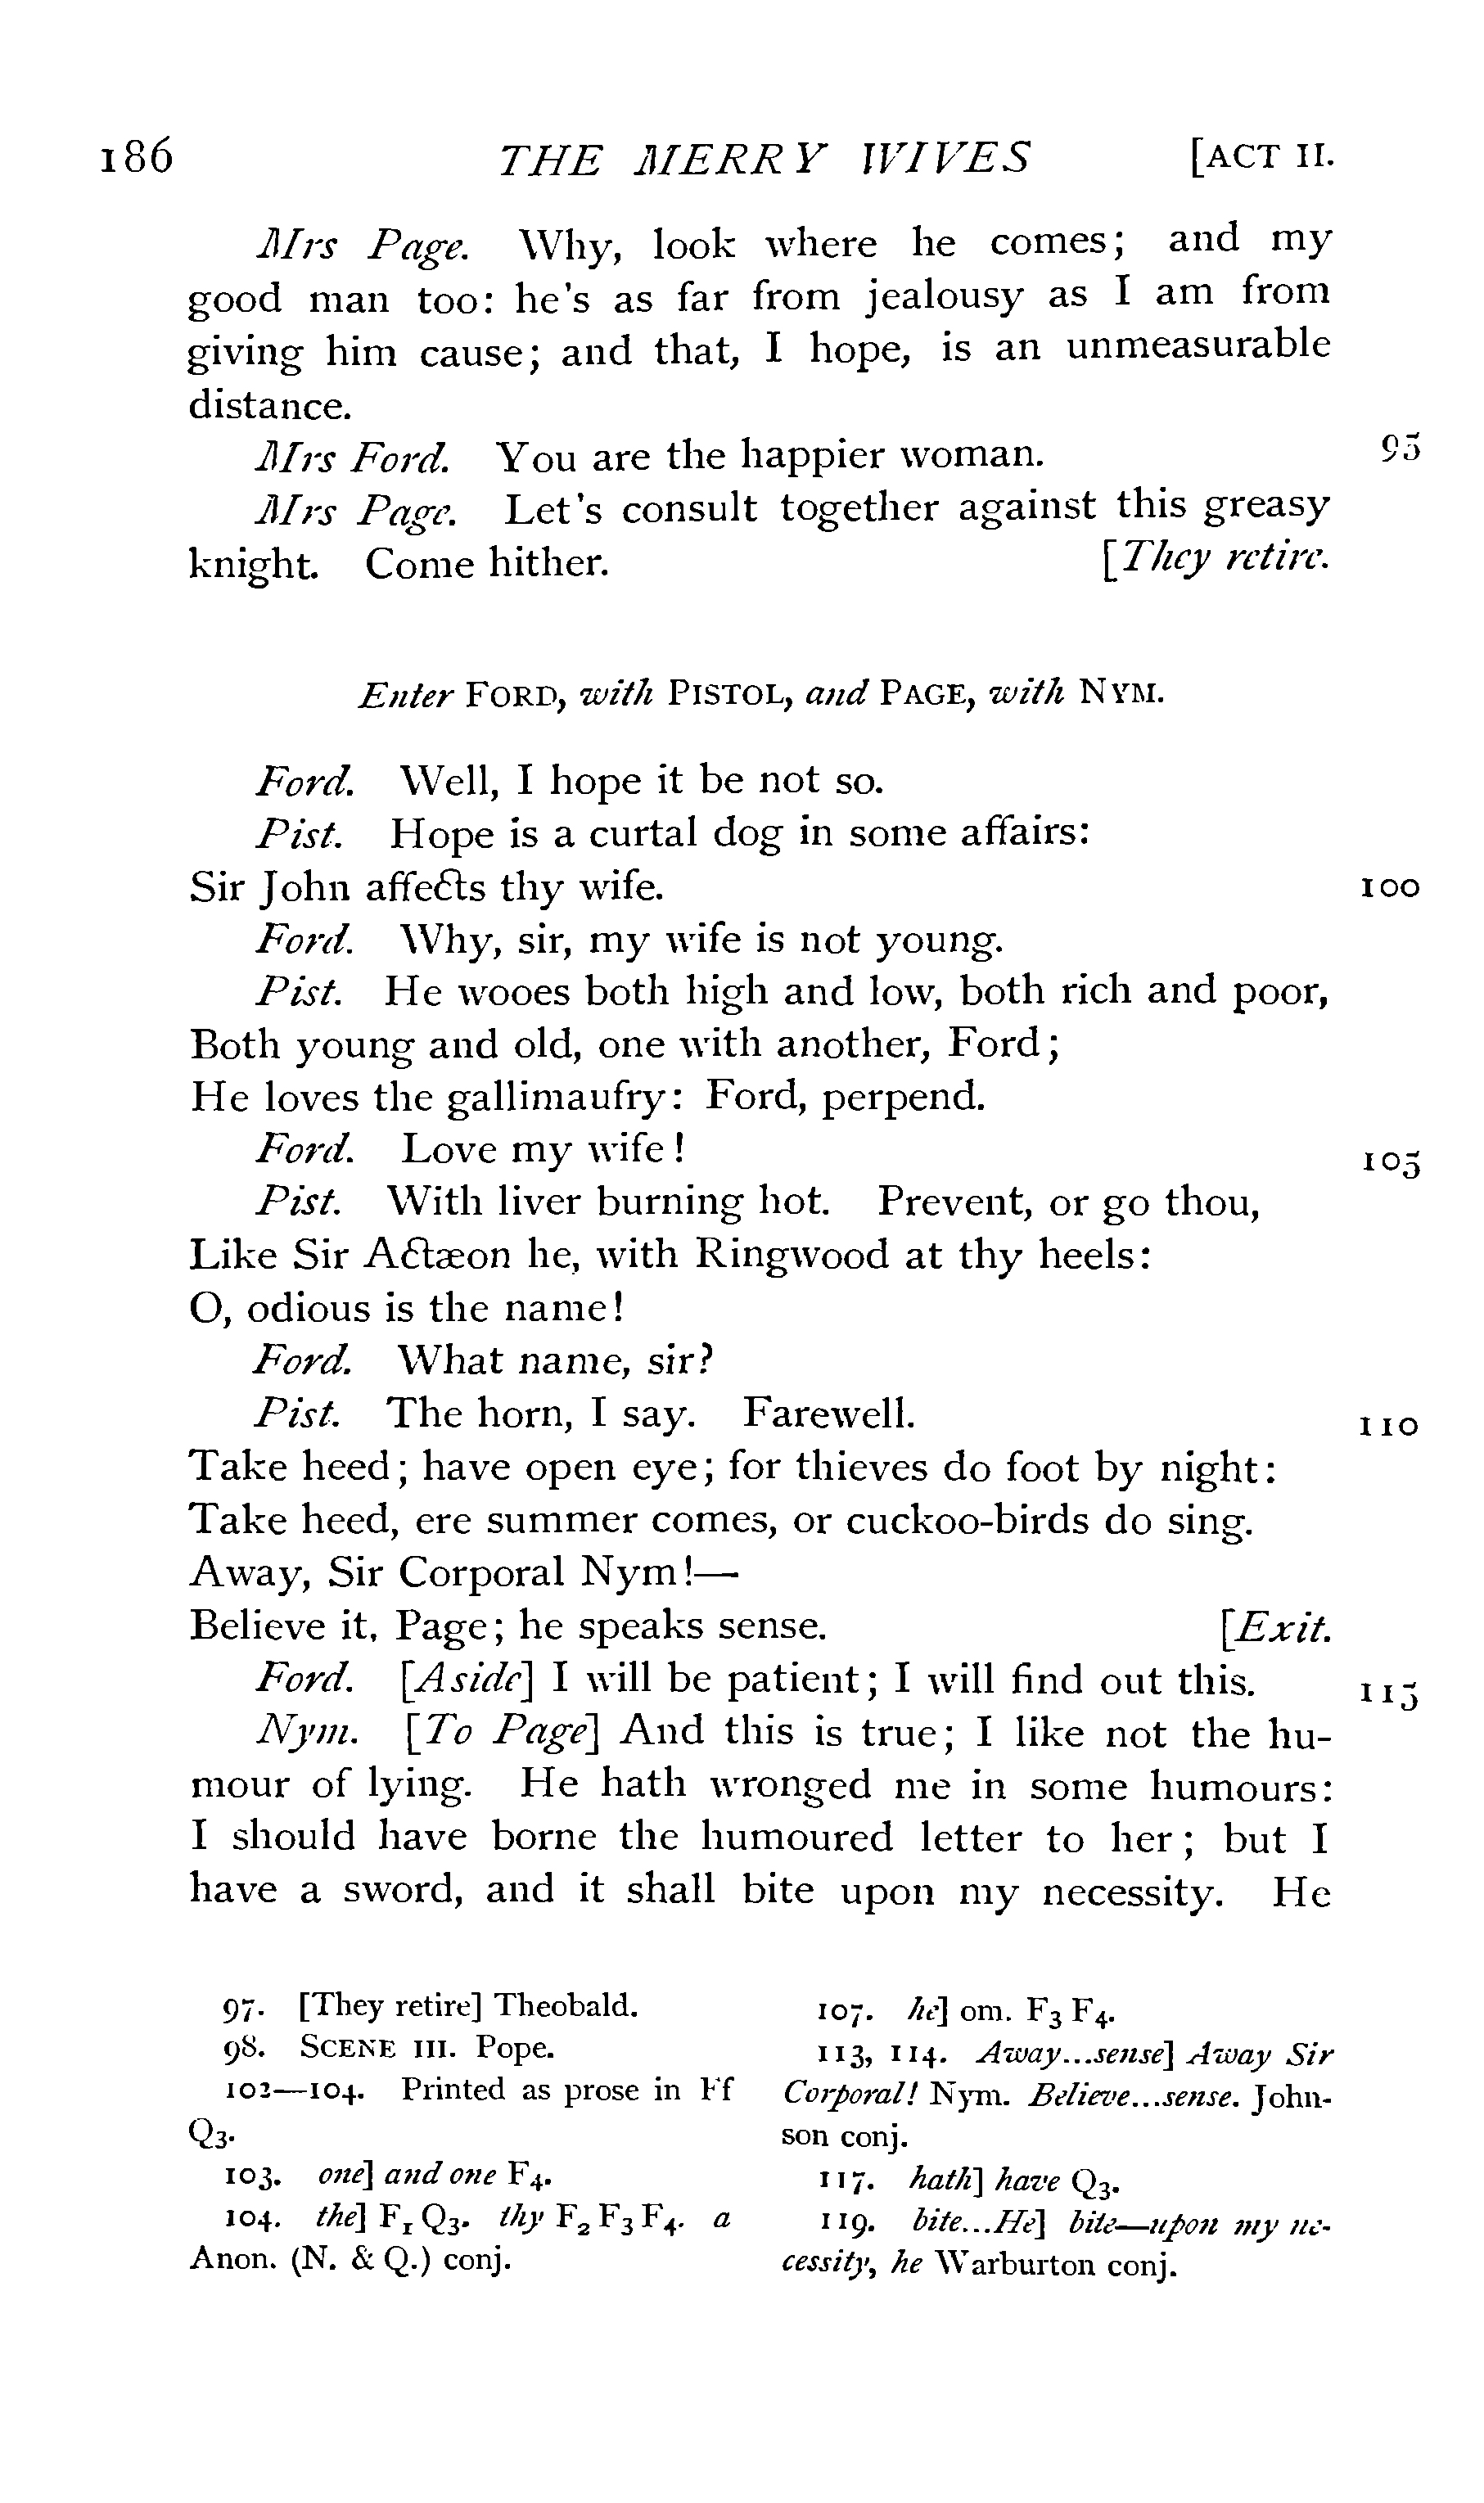 186 THE MERRY WIVES [ACT II.
Mrs Page. Why, look where he comes; and my
good man too: he's as far from jealousy as I am from
giving him cause; and that, I hope, is an unmeasurable
distance.
Mrs Ford. You are the happier woman. 95
Mrs Page. Let's consult together against this greasy
knight. Come hither. [They retire.
Enter FORD, with PISTOL, and PAGE, with NYM.
Ford. Well, I hope it be not so.
Pist. Hope is a curtal dog in some affairs:
Sir John affects thy wife. 100
Ford. Why, sir, my wife is not young.
Pist. He wooes both high and low, both rich and poor,
Both young and old, one with another, Ford;
He loves the gallimaufry: Ford, perpend.
Ford. Love my wife! 105
Pist. With liver burning hot. Prevent, or go thou,
Like Sir Actæon he, with Ringwood at thy heels:
O, odious is the name!
Ford. What name, sir?
Pist. The horn, I say. Farewell. 110
Take heed; have open eye; for thieves do foot by night:
Take heed, ere summer comes, or cuckoo-birds do sing.
Away, Sir Corporal Nym!—
Believe it, Page; he speaks sense. [Exit.
Ford. [Aside] I will be patient; I will find out this. 115
Nym. [To Page] And this is true; I like not the hu-
mour of lying. He hath wronged me in some humours:
I should have borne the humoured letter to her; but I
have a sword, and it shall bite upon my necessity. He
97. [They retire] Theobald.
98. SCENE III. Pope.
102—104. Printed as prose in Ff
Q3.
103. one] and one F4.
104. the] F1 Q3. thy F2 F3 F4. a
Anon. (N. & Q.) conj.
107. he] om. F3 F4.
113, 114. Away...sense] Away Sir
Corporal! Nym. Believe...sense. John-
son conj.
117. hath] have Q3.
119. bite...He] bite—upon my ne-
cessity, he Warburton conj.